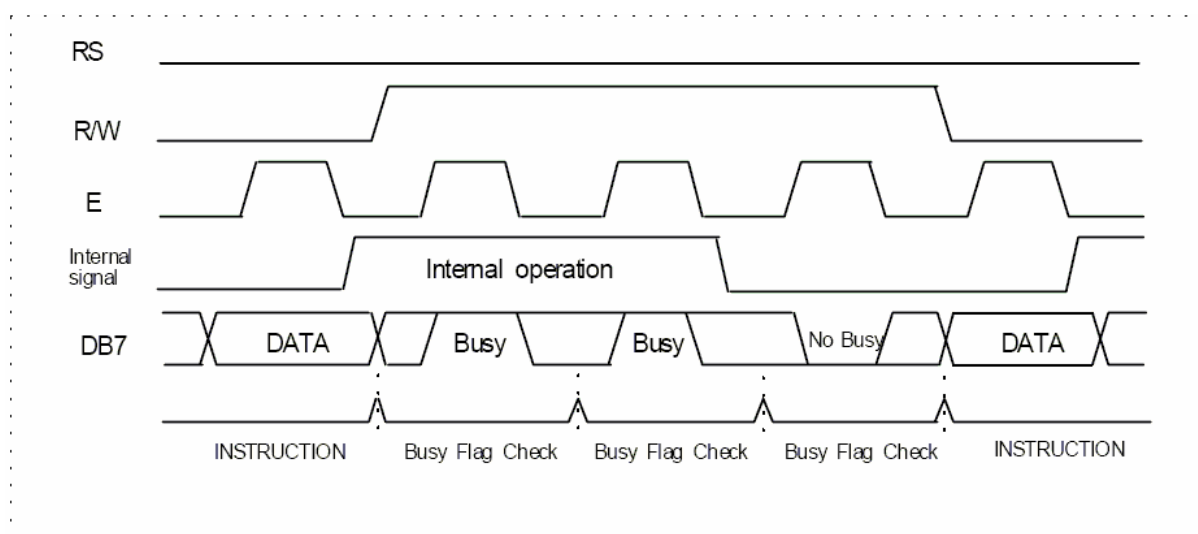 RS
R/W
E
Internal
signal
Internal operation
DB7
DATA
Busy
Busy
No Busy
DATA
INSTRUCTION
Busy Flag Check
Busy Flag Check
Busy Flag Check
INSTRUCTION